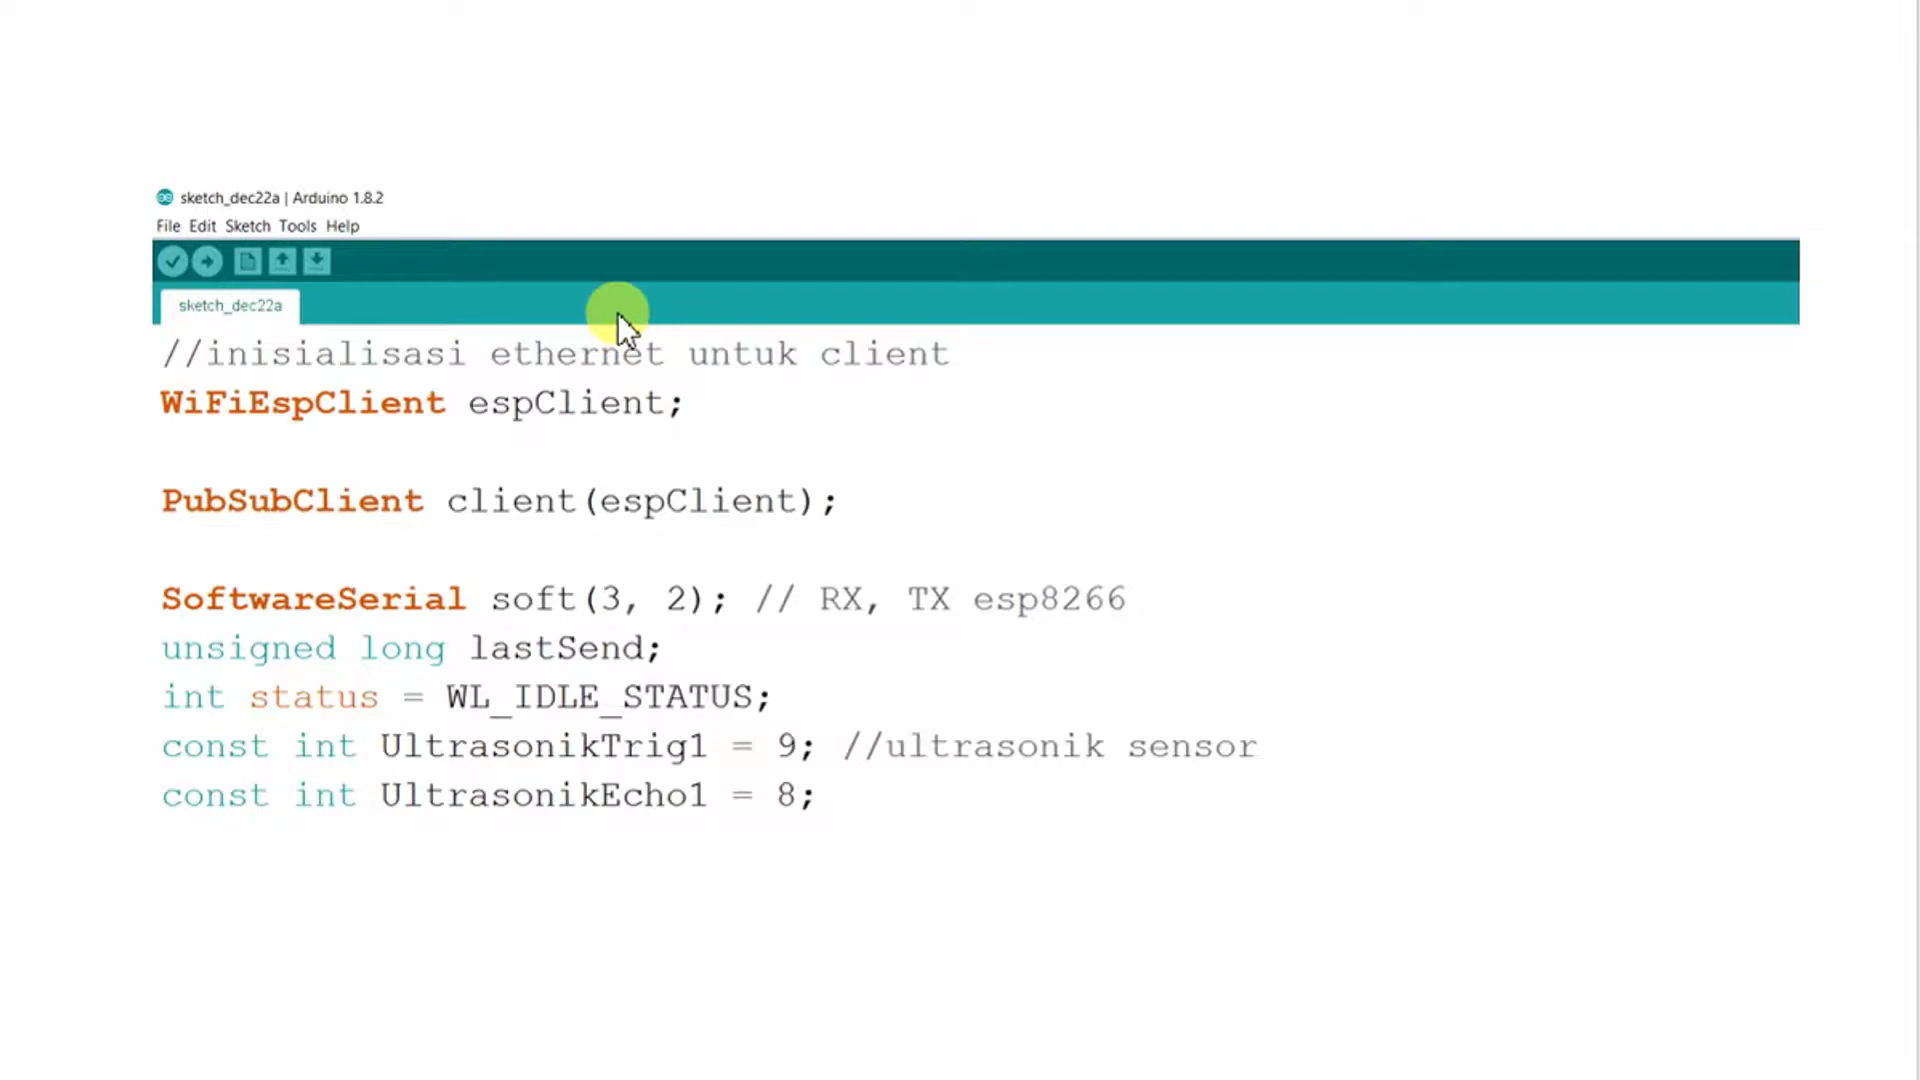 sketch_dec22a | Arduino 1.8.2
File Edit Sketch Tools Help
sketch_dec22a
//inisialisasi ethernet untuk client
WiFiEspClient espClient;
PubSubClient client(espClient);
SoftwareSerial soft(3, 2); // RX, TX esp8266
unsigned long lastSend;
int status = WL_IDLE_STATUS;
const int UltrasonikTrig1 = 9; //ultrasonik sensor
const int UltrasonikEcho1 = 8;